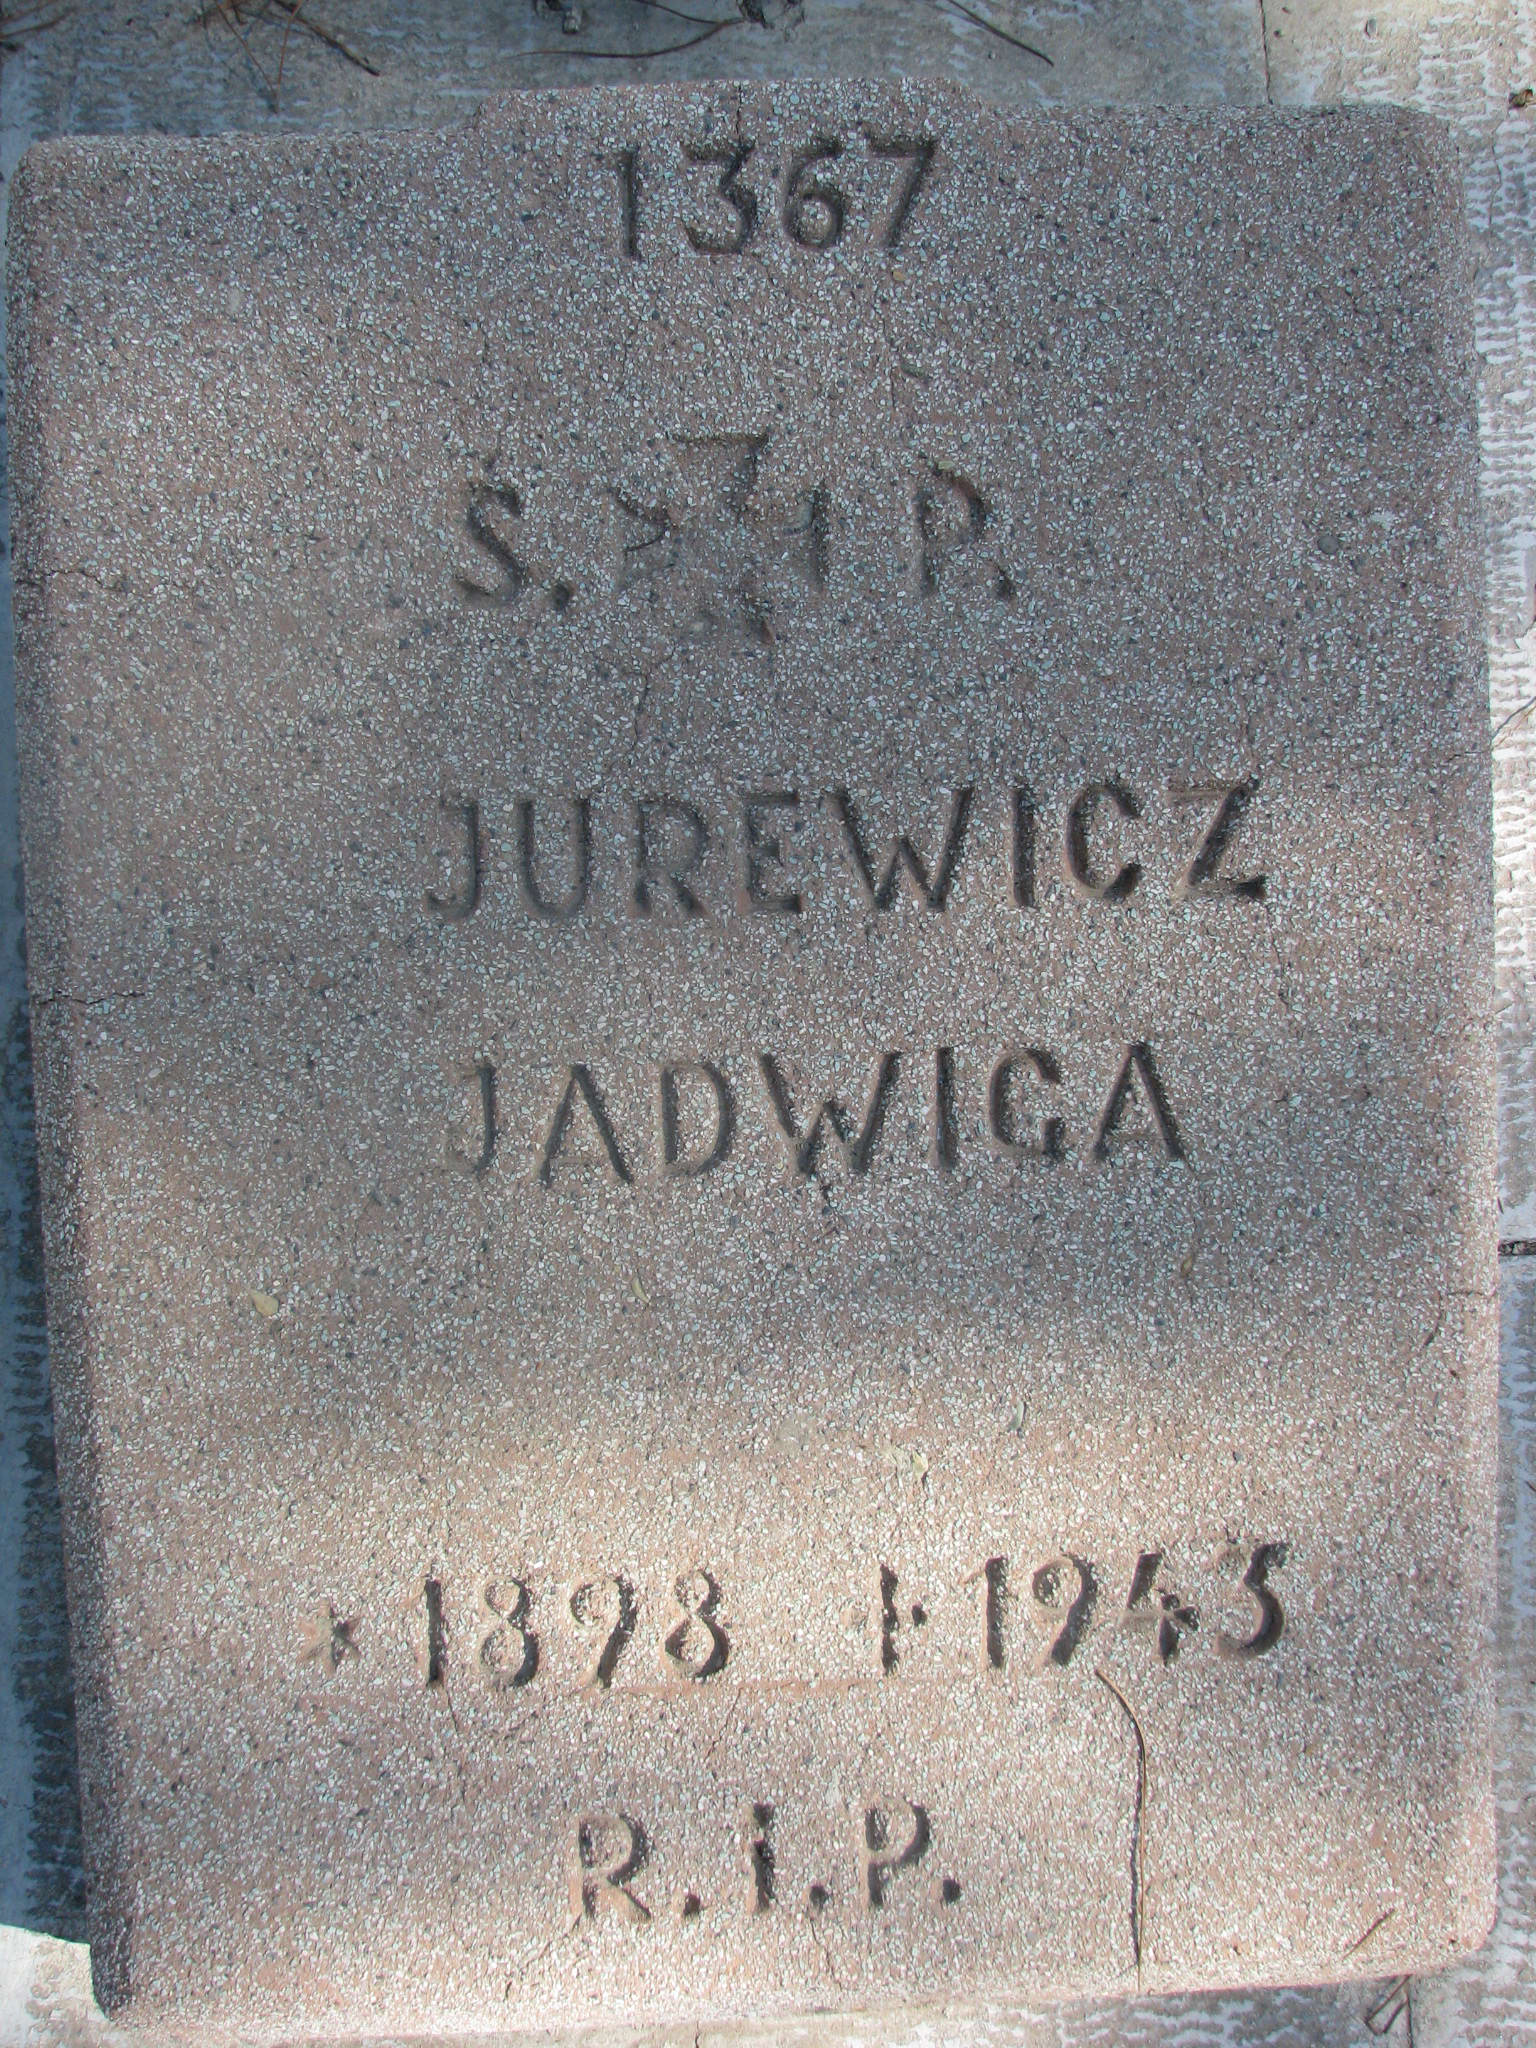 1367
Ś. P.
JUREWICZ
JADWIGA
* 1898 † 1943
R.I.P.